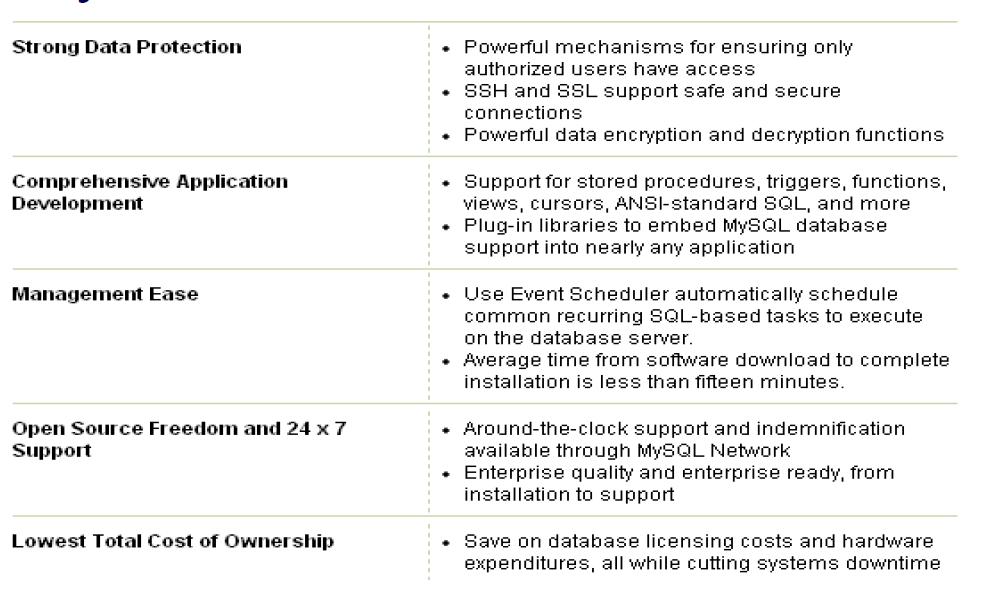 Strong Data Protection
• Powerful mechanisms for ensuring only
authorized users have access
• SSH and SSL support safe and secure
connections
• Powerful data encryption and decryption functions
Comprehensive Application
Development
• Support for stored procedures, triggers, functions,
views, cursors, ANSI-standard SQL, and more
• Plug-in libraries to embed MySQL database
support into nearly any application
Management Ease
• Use Event Scheduler automatically schedule
common recurring SQL-based tasks to execute
on the database server.
• Average time from software download to complete
installation is less than fifteen minutes.
Open Source Freedom and 24 x 7
Support
• Around-the-clock support and indemnification
available through MySQL Network
• Enterprise quality and enterprise ready, from
installation to support
Lowest Total Cost of Ownership
• Save on database licensing costs and hardware
expenditures, all while cutting systems downtime